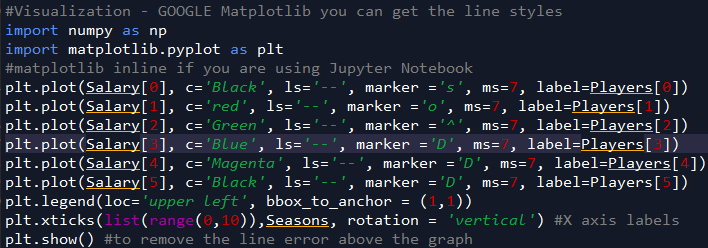 #Visualization - GOOGLE Matplotlib you can get the line styles
import numpy as np
import matplotlib.pyplot as plt
#matplotlib inline if you are using Jupyter Notebook
plt.plot(Salary[0], c='Black', ls='--', marker ='s', ms=7, label=Players[0])
plt.plot(Salary[1], c='red', ls='--', marker ='o', ms=7, label=Players[1])
plt.plot(Salary[2], c='Green', ls='--', marker ='^', ms=7, label=Players[2])
plt.plot(Salary[3], c='Blue', ls='--', marker ='D', ms=7, label=Players[3])
plt.plot(Salary[4], c='Magenta', ls='--', marker ='D', ms=7, label=Players[4])
plt.plot(Salary[5], c='Black', ls='--', marker ='D', ms=7, label=Players[5])
plt.legend(loc='upper left', bbox_to_anchor = (1,1))
plt.xticks(list(range(0,10)),Seasons, rotation = 'vertical') #X axis labels
plt.show() #to remove the line error above the graph